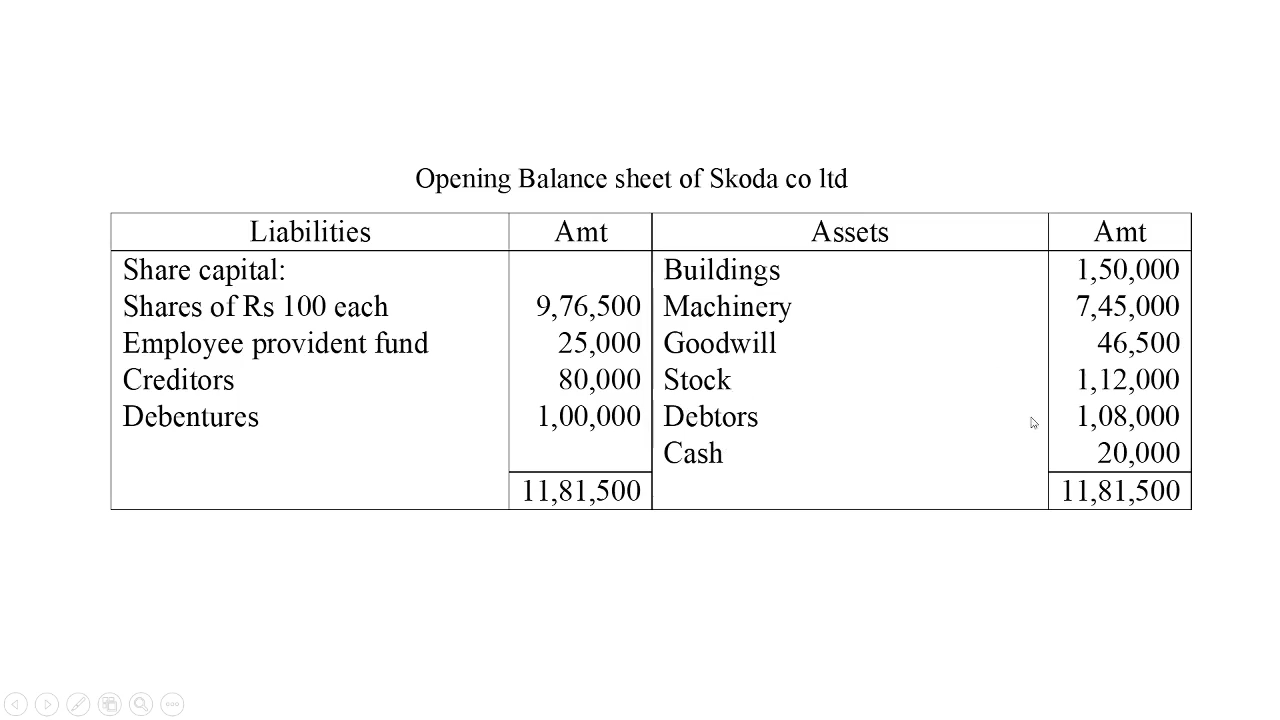 Opening Balance sheet of Skoda co ltd
Liabilities Amt Assets Amt
Share capital: Buildings 1,50,000
Shares of Rs 100 each 9,76,500 Machinery 7,45,000
Employee provident fund 25,000 Goodwill 46,500
Creditors 80,000 Stock 1,12,000
Debentures 1,00,000 Debtors 1,08,000
Cash 20,000
11,81,500 11,81,500